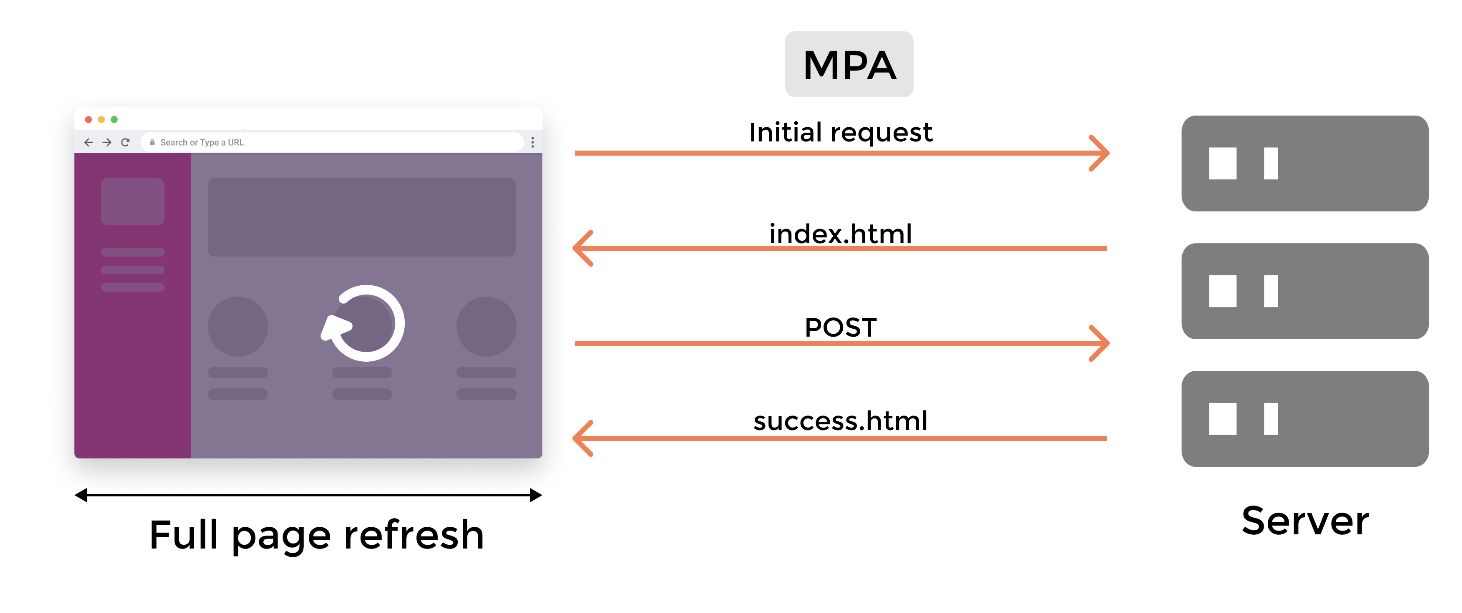 MPA
Initial request
Search or Type a URL
index.html
POST
success.html
Full page refresh
Server